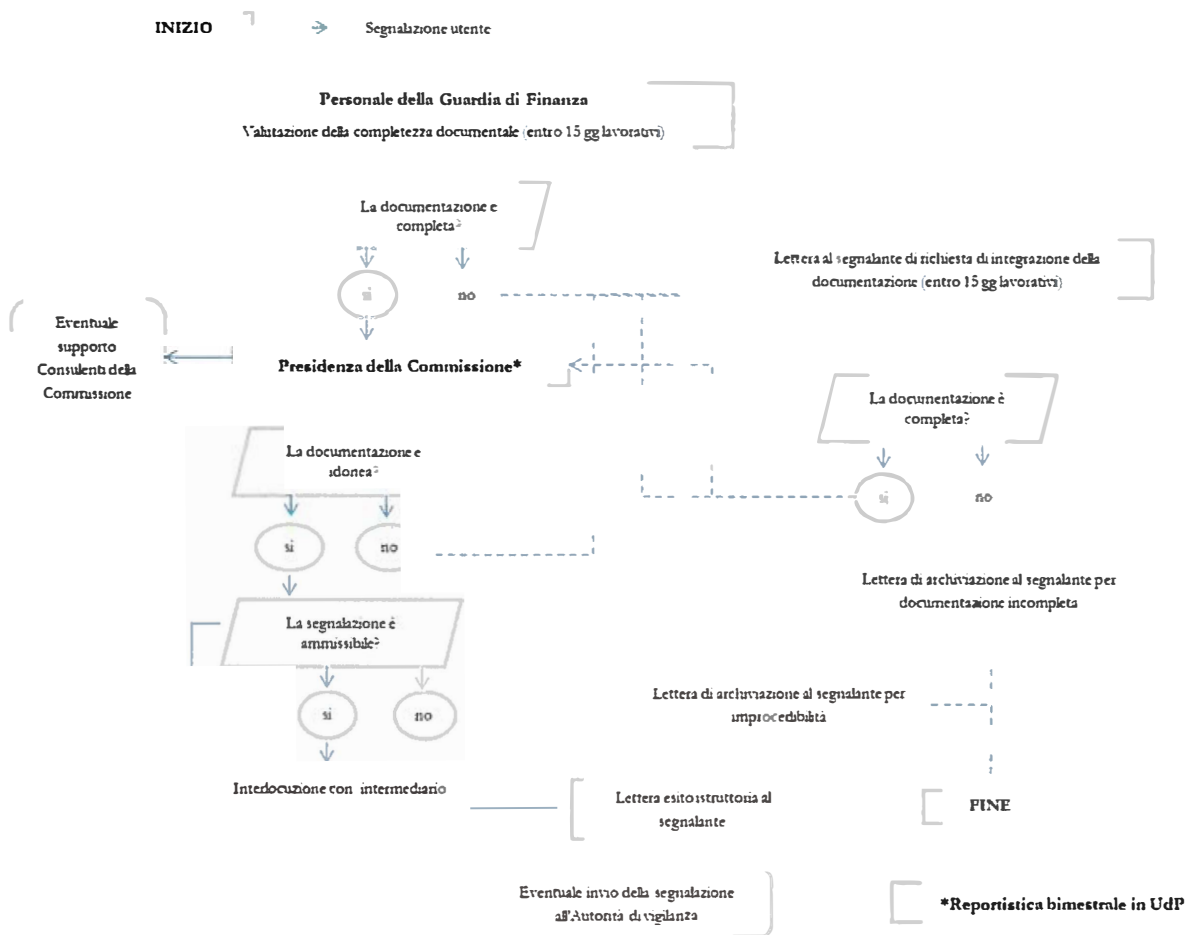 INIZIO
Segnalazione utente
Personale della Guardia di Finanza
Valutazione della completezza documentale (entro 15 gg lavorativi)
La documentazione e
completa?
si
no
Lettera al segnalante di richiesta di integrazione della
documentazione (entro 15 gg lavorativi)
Eventuale
supporto
Consulenti della
Commissione
Presidenza della Commissione*
La documentazione è
completa?
si
no
La documentazione e
idonea?
si
no
Lettera di archiviazione al segnalante per
documentazione incompleta
La segnalazione è
ammissibile?
si
no
Lettera di archiviazione al segnalante per
improcedibilità
Interlocuzione con intermediario
Lettera esito istruttoria al
segnalante
FINE
Eventuale invio della segnalazione
all'Autorità di vigilanza
*Reportistica bimestrale in UdP